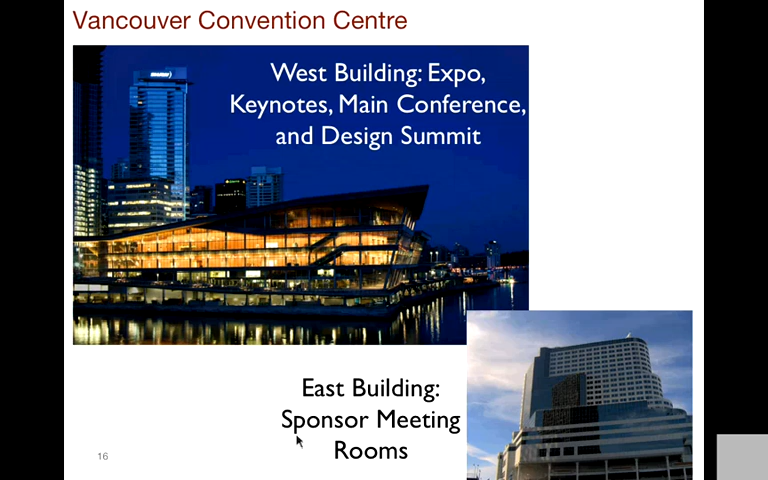 Vancouver Convention Centre
West Building: Expo,
Keynotes, Main Conference,
and Design Summit
East Building:
Sponsor Meeting
Rooms
16